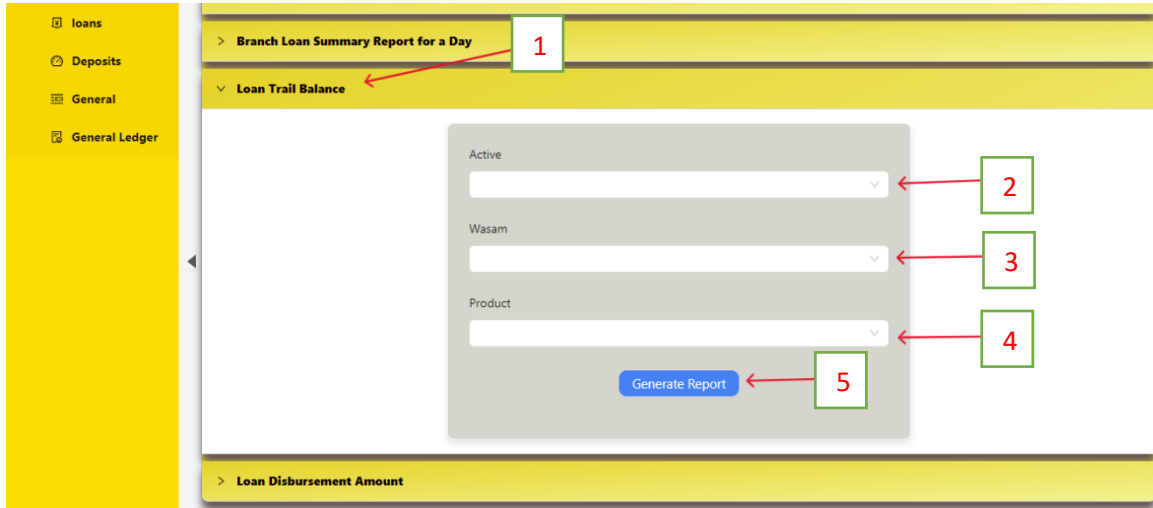 loans
Deposits
General
General Ledger
Branch Loan Summary Report for a Day
1
Loan Trail Balance
Active
2
Wasam
3
Product
4
Generate Report
5
Loan Disbursement Amount